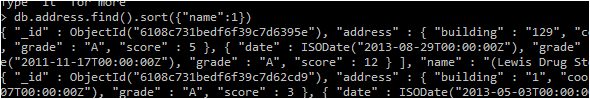 Type "it" for more
> db.address.find().sort({"name":1})
{ "_id" : ObjectId("6108c731bedf6f39c7d6395e"), "address" : { "building" : "129", "coo
, "grade" : "A", "score" : 5 }, { "date" : ISODate("2013-08-29T00:00:00Z"), "grade"
e("2011-11-17T00:00:00Z"), "grade" : "A", "score" : 12 } ], "name" : "(Lewis Drug St
{ "_id" : ObjectId("6108c731bedf6f39c7d62cd9"), "address" : { "building" : "1", "coo
07T00:00:00Z"), "grade" : "A", "score" : 3 }, { "date" : ISODate("2013-05-03T00:00:0